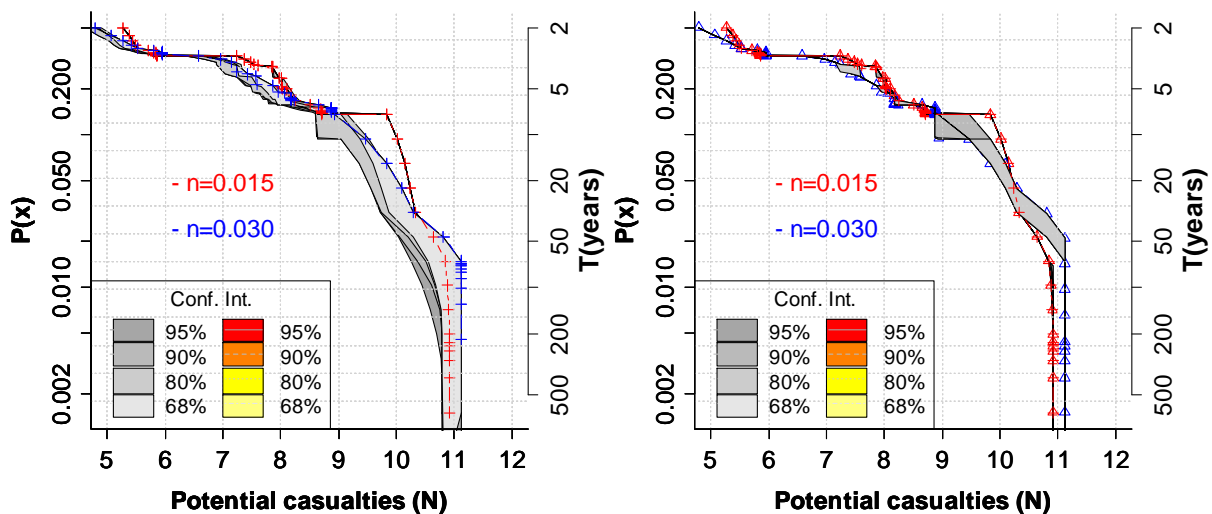 P(x)
0.200
0.050
0.010
0.002
- n=0.015
- n=0.030
Conf. Int.
95% 95%
90% 90%
80% 80%
68% 68%
2
5
20
50
200
500
T(years)
5 6 7 8 9 10 11 12
Potential casualties (N)
P(x)
0.200
0.050
0.010
0.002
- n=0.015
- n=0.030
Conf. Int.
95% 95%
90% 90%
80% 80%
68% 68%
2
5
20
50
200
500
T(years)
5 6 7 8 9 10 11 12
Potential casualties (N)